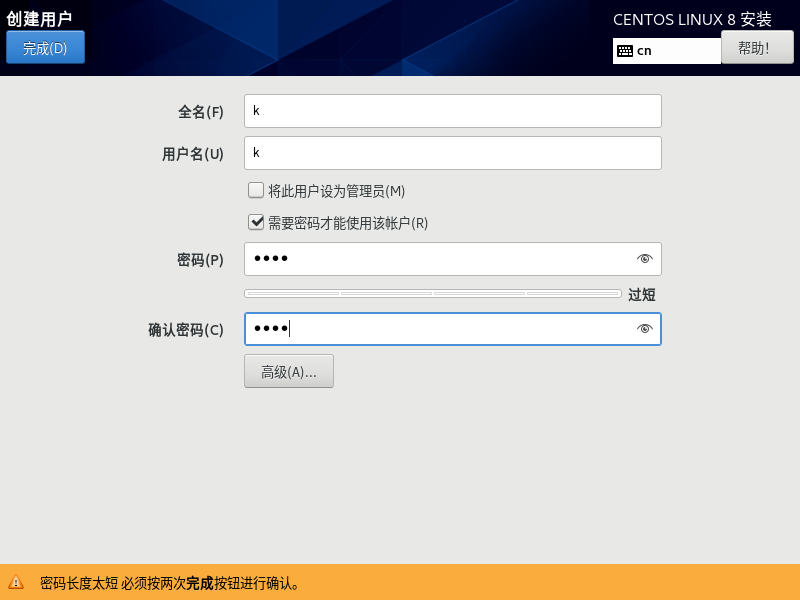 创建用户
CENTOS LINUX 8 安装
完成(D)
cn
帮助!
全名(F)
k
用户名(U)
k
将此用户设为管理员(M)
需要密码才能使用该帐户(R)
密码(P)
••••
过短
确认密码(C)
••••
高级(A)...
密码长度太短 必须按两次完成按钮进行确认。